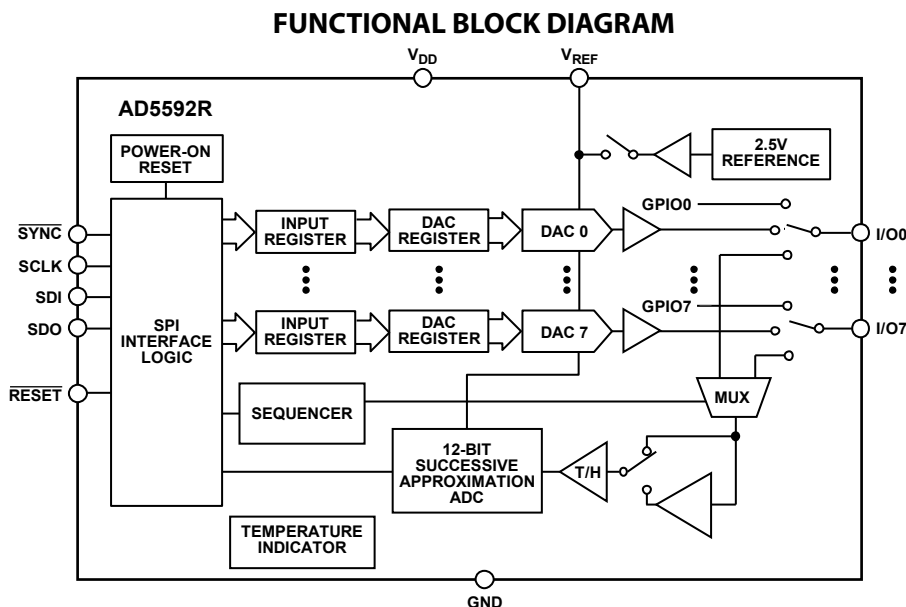 FUNCTIONAL BLOCK DIAGRAM
VDD
VREF
AD5592R
POWER-ON
RESET
2.5V
REFERENCE
GPIO0
SYNC
SCLK
SDI
SDO
RESET
SPI
INTERFACE
LOGIC
INPUT
REGISTER
DAC
REGISTER
DAC 0
I/O0
INPUT
REGISTER
DAC
REGISTER
DAC 7
GPIO7
I/O7
SEQUENCER
MUX
12-BIT
SUCCESSIVE
APPROXIMATION
ADC
T/H
TEMPERATURE
INDICATOR
GND